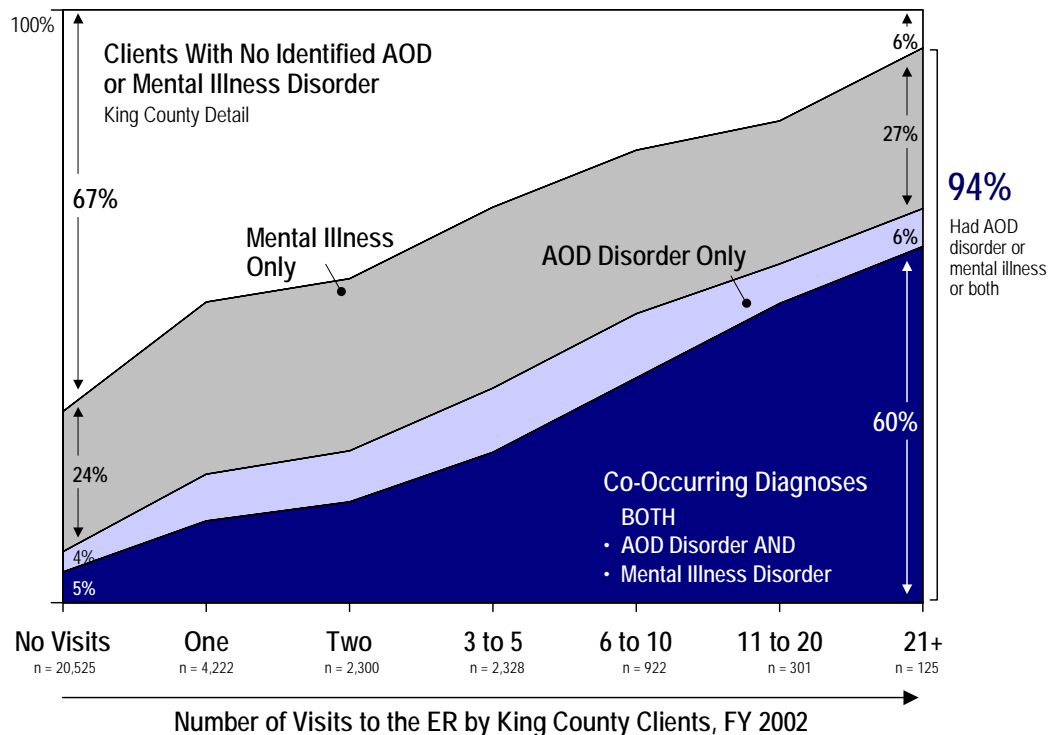 100%
Clients With No Identified AOD
or Mental Illness Disorder
King County Detail
6%
27%
67%
94%
Had AOD
disorder or
mental illness
or both
Mental Illness
Only
AOD Disorder Only
6%
60%
24%
Co-Occurring Diagnoses
BOTH
• AOD Disorder AND
• Mental Illness Disorder
4%
5%
No Visits One Two 3 to 5 6 to 10 11 to 20 21+
n = 20,525 n = 4,222 n = 2,300 n = 2,328 n = 922 n = 301 n = 125
Number of Visits to the ER by King County Clients, FY 2002